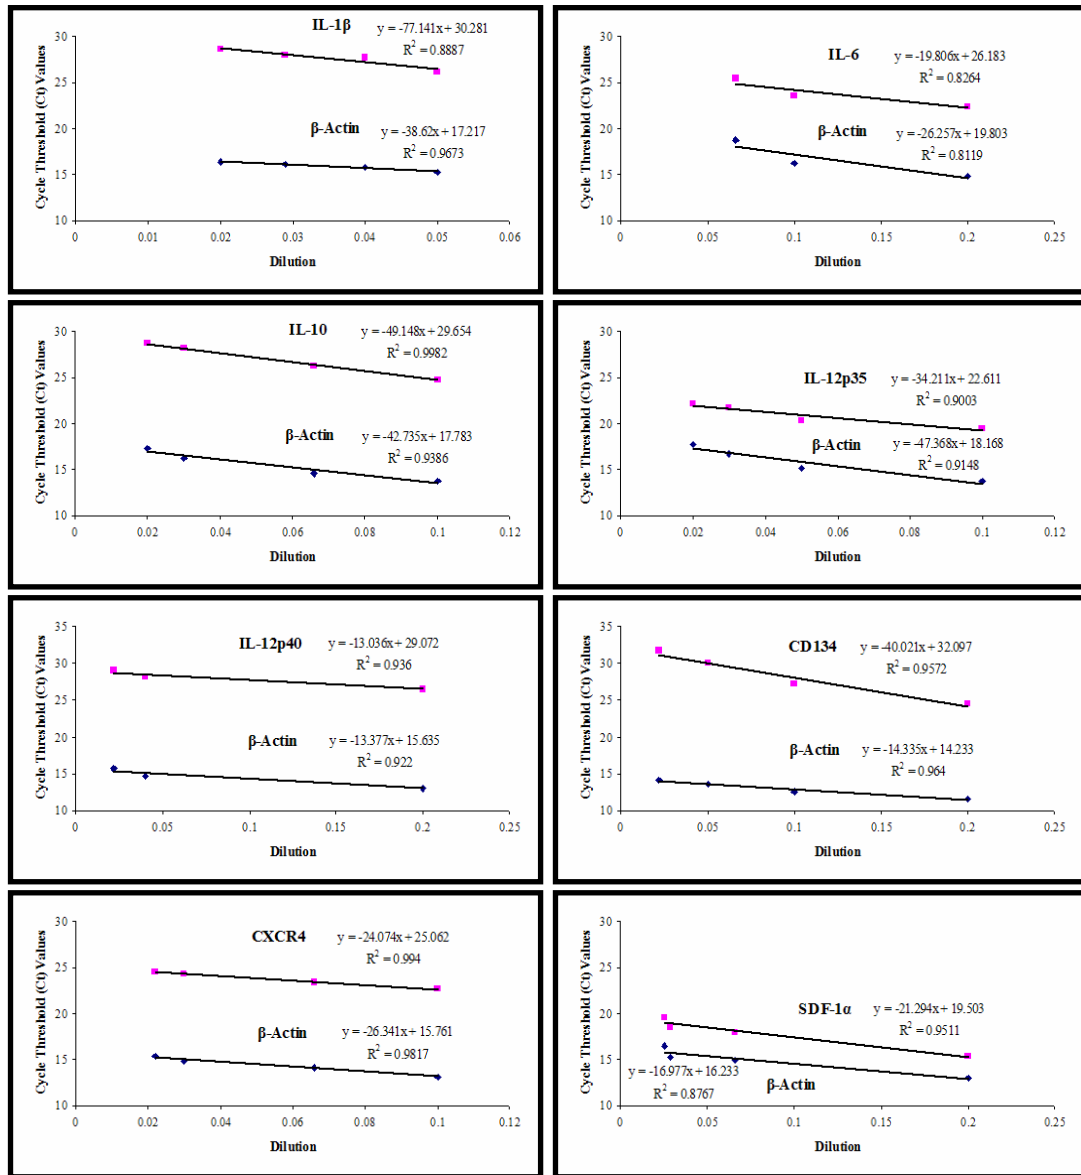 IL-1β
y = -77.141x + 30.281
R² = 0.8887
β-Actin
y = -38.62x + 17.217
R² = 0.9673
Cycle Threshold (Ct) Values
30
25
20
15
10
0 0.01 0.02 0.03 0.04 0.05 0.06
Dilution
IL-6
y = -19.806x + 26.183
R² = 0.8264
β-Actin
y = -26.257x + 19.803
R² = 0.8119
Cycle Threshold (Ct) Values
30
25
20
15
10
0 0.05 0.1 0.15 0.2 0.25
Dilution
IL-10
y = -49.148x + 29.654
R² = 0.9982
β-Actin
y = -42.735x + 17.783
R² = 0.9386
Cycle Threshold (Ct) Values
30
25
20
15
10
0 0.02 0.04 0.06 0.08 0.1 0.12
Dilution
IL-12p35
y = -34.211x + 22.611
R² = 0.9003
β-Actin
y = -47.368x + 18.168
R² = 0.9148
Cycle Threshold (Ct) Values
30
25
20
15
10
0 0.02 0.04 0.06 0.08 0.1 0.12
Dilution
IL-12p40
y = -13.036x + 29.072
R² = 0.936
β-Actin
y = -13.377x + 15.635
R² = 0.922
Cycle Threshold (Ct) Values
35
30
25
20
15
10
0 0.05 0.1 0.15 0.2 0.25
Dilution
CD134
y = -40.021x + 32.097
R² = 0.9572
β-Actin
y = -14.335x + 14.233
R² = 0.964
Cycle Threshold (Ct) Values
35
30
25
20
15
10
0 0.05 0.1 0.15 0.2 0.25
Dilution
CXCR4
y = -24.074x + 25.062
R² = 0.994
β-Actin
y = -26.341x + 15.761
R² = 0.9817
Cycle Threshold (Ct) Values
30
25
20
15
10
0 0.02 0.04 0.06 0.08 0.1 0.12
Dilution
SDF-1α
y = -21.294x + 19.503
R² = 0.9511
y = -16.977x + 16.233
R² = 0.8767
β-Actin
Cycle Threshold (Ct) Values
30
25
20
15
10
0 0.05 0.1 0.15 0.2 0.25
Dilution